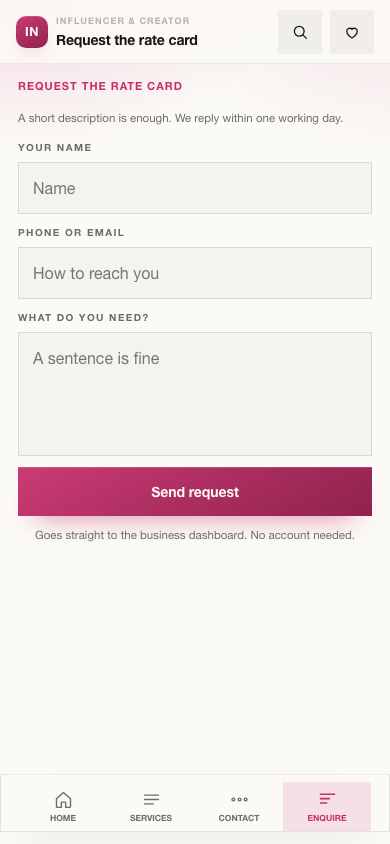 IN
INFLUENCER & CREATOR
Request the rate card
REQUEST THE RATE CARD
A short description is enough. We reply within one working day.
YOUR NAME
Name
PHONE OR EMAIL
How to reach you
WHAT DO YOU NEED?
A sentence is fine
Send request
Goes straight to the business dashboard. No account needed.
HOME SERVICES CONTACT ENQUIRE